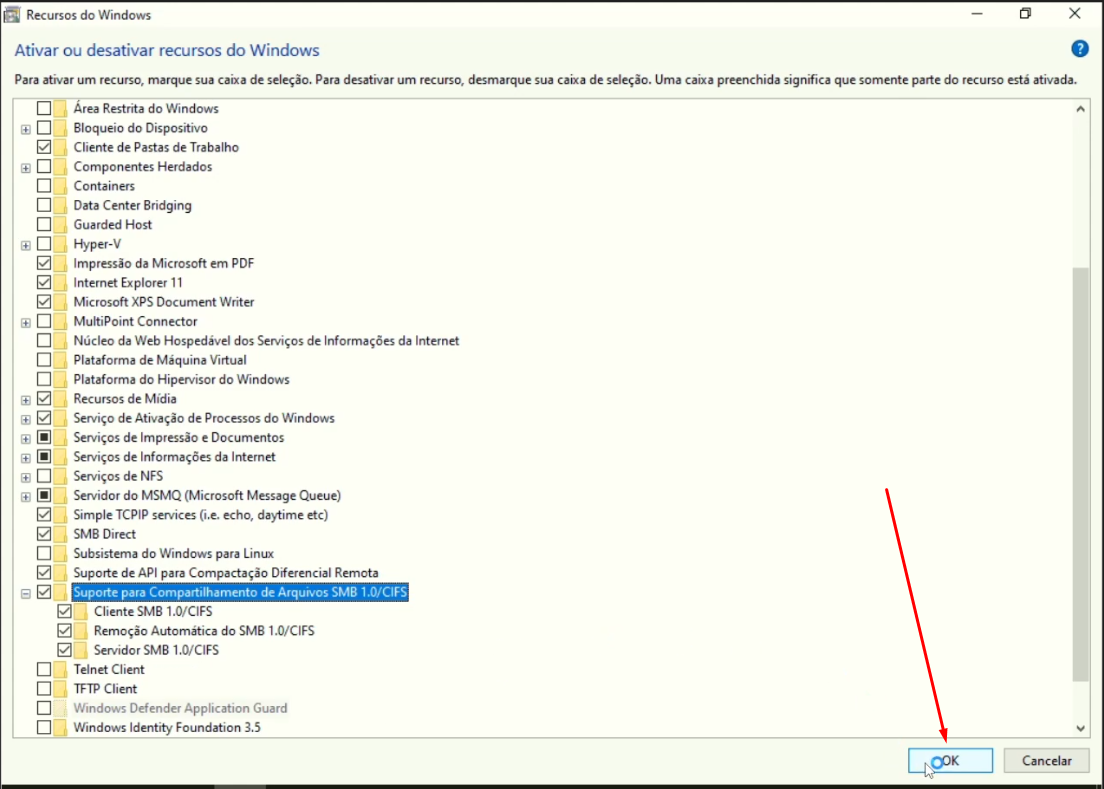 Recursos do Windows
Ativar ou desativar recursos do Windows
?
Para ativar um recurso, marque sua caixa de seleção. Para desativar um recurso, desmarque sua caixa de seleção. Uma caixa preenchida significa que somente parte do recurso está ativada.
Área Restrita do Windows
Bloqueio do Dispositivo
Cliente de Pastas de Trabalho
Componentes Herdados
Containers
Data Center Bridging
Guarded Host
Hyper-V
Impressão da Microsoft em PDF
Internet Explorer 11
Microsoft XPS Document Writer
MultiPoint Connector
Núcleo da Web Hospedável dos Serviços de Informações da Internet
Plataforma de Máquina Virtual
Plataforma do Hipervisor do Windows
Recursos de Mídia
Serviço de Ativação de Processos do Windows
Serviços de Impressão e Documentos
Serviços de Informações da Internet
Serviços de NFS
Servidor do MSMQ (Microsoft Message Queue)
Simple TCPIP services (i.e. echo, daytime etc)
SMB Direct
Subsistema do Windows para Linux
Suporte de API para Compactação Diferencial Remota
Suporte para Compartilhamento de Arquivos SMB 1.0/CIFS
Cliente SMB 1.0/CIFS
Remoção Automática do SMB 1.0/CIFS
Servidor SMB 1.0/CIFS
Telnet Client
TFTP Client
Windows Defender Application Guard
Windows Identity Foundation 3.5
OK
Cancelar